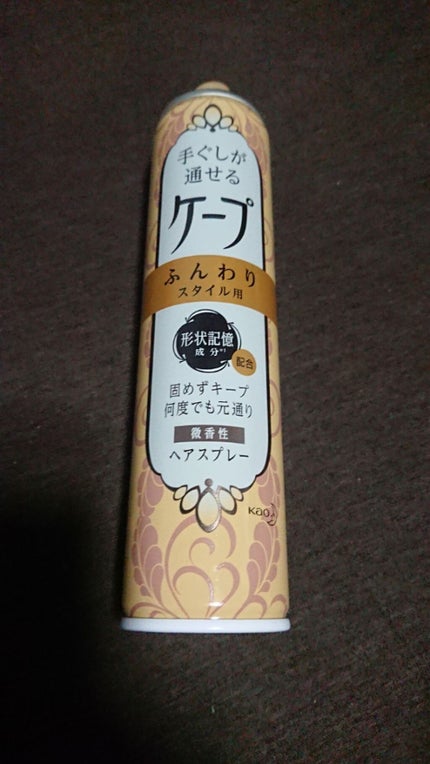 手ぐしが
通せる
ケープ
ふんわり
スタイル用
形状記憶
成分※1
配合
固めずキープ
何度でも元通り
微香性
ヘアスプレー
Kao